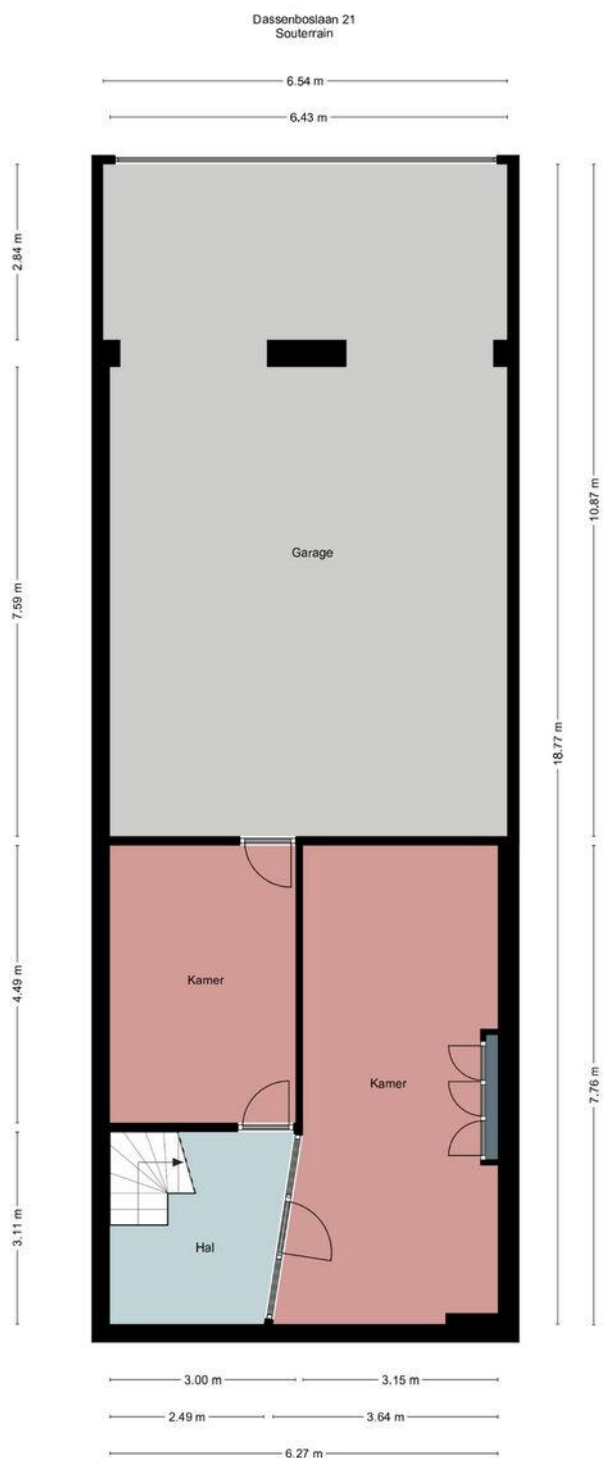 Dassenboslaan 21
Souterrain
6.54 m
6.43 m
2.84 m
10.87 m
7.59 m
Garage
18.77 m
4.49 m
Kamer
Kamer
7.76 m
3.11 m
Hal
3.00 m
3.15 m
2.49 m
3.64 m
6.27 m